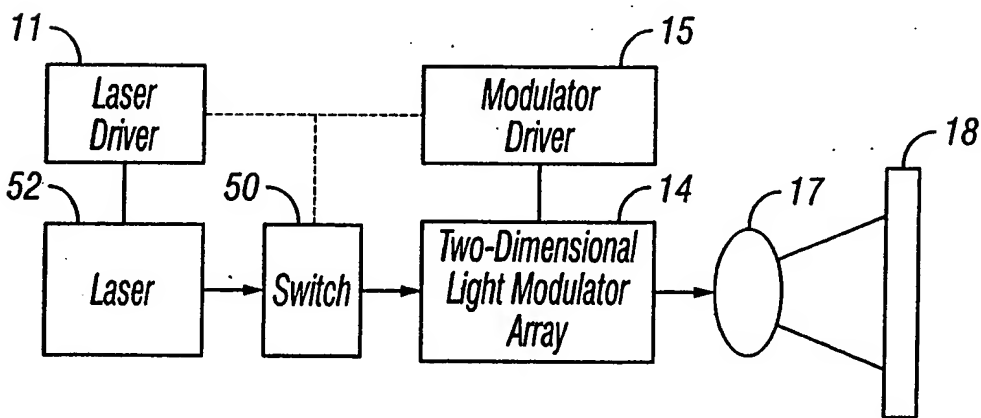 11
15
Laser
Driver
Modulator
Driver
18
52
50
14
17
Laser
Switch
Two-Dimensional
Light Modulator
Array